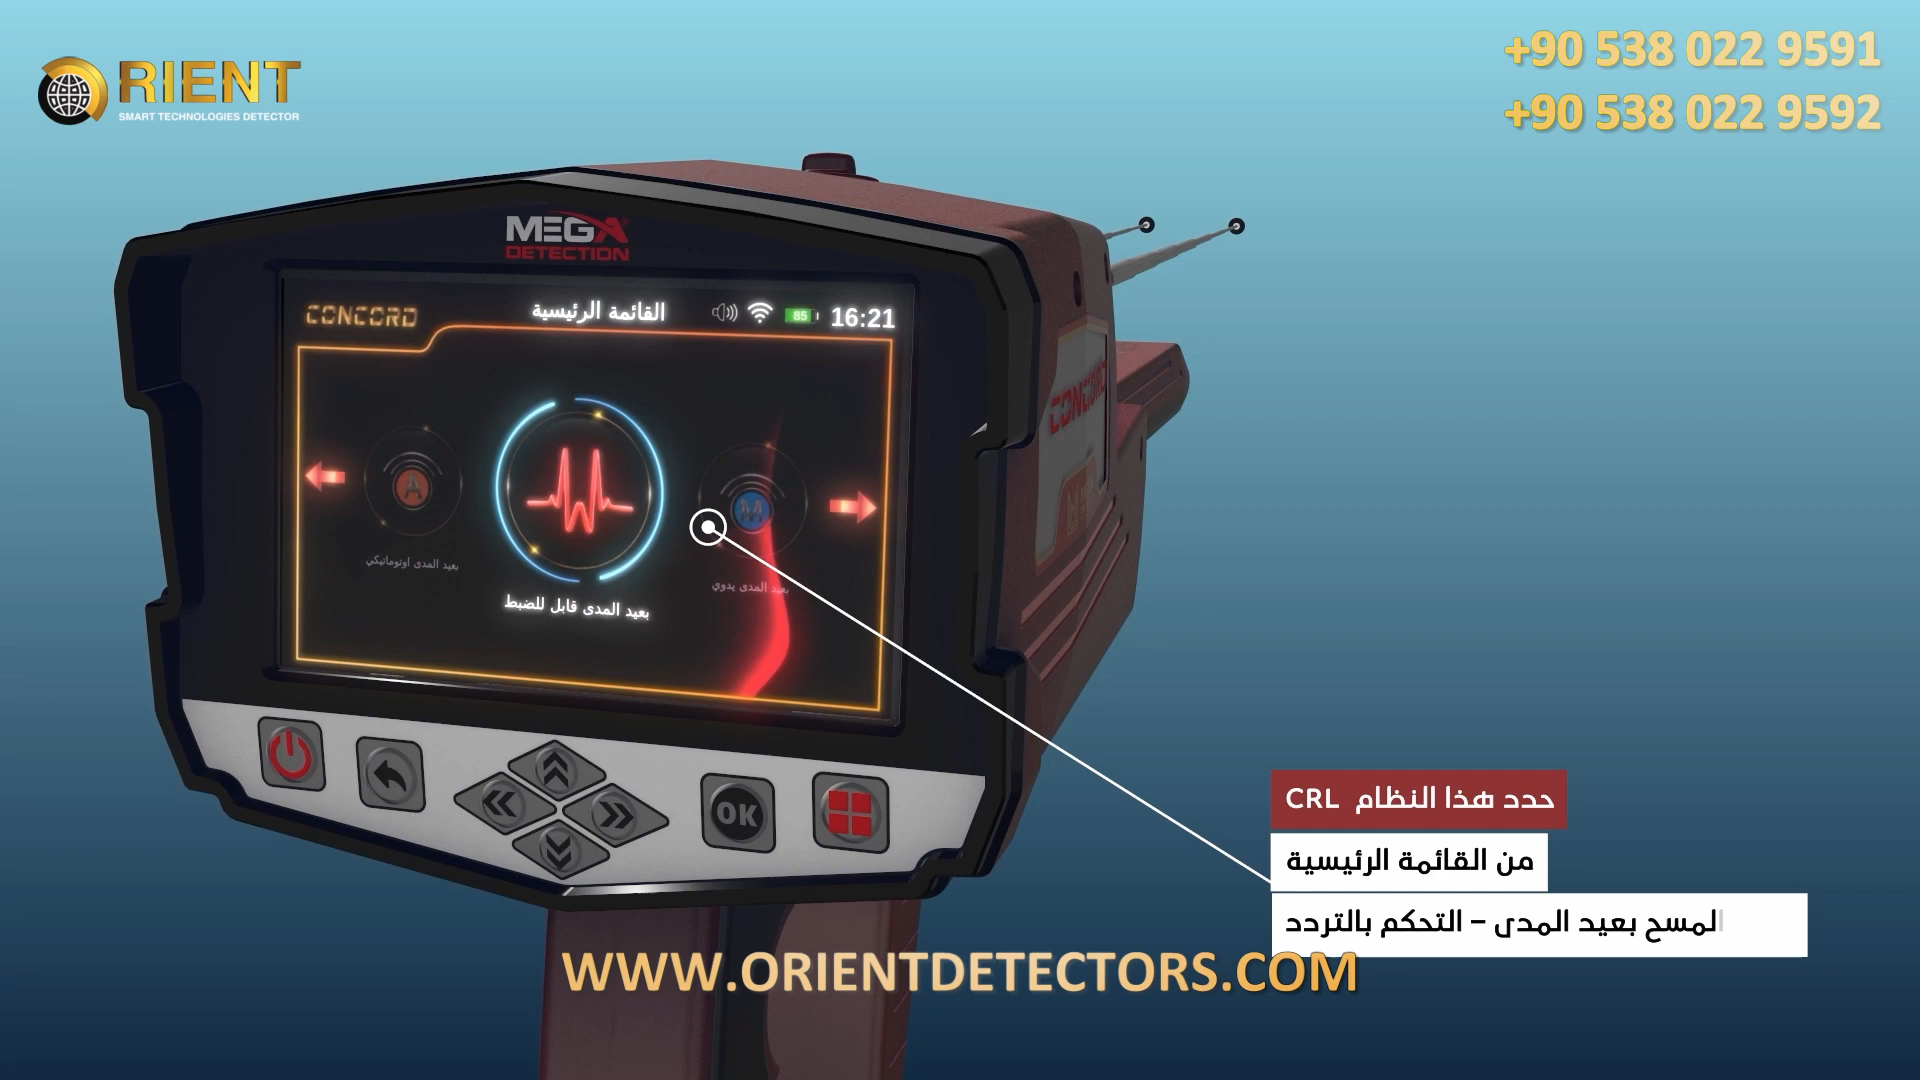 RIENT
SMART TECHNOLOGIES DETECTOR
+90 538 022 9591
+90 538 022 9592
MEGA
DETECTION
CONCORD
القائمة الرئيسية
85
16:21
A
M
بعيد المدى اوتوماتيكي
بعيد المدى قابل للضبط
بعيد المدى يدوي
CONCORD
OK
حدد هذا النظام CRL
من القائمة الرئيسية
المسح بعيد المدى – التحكم بالتردد
WWW.ORIENTDETECTORS.COM